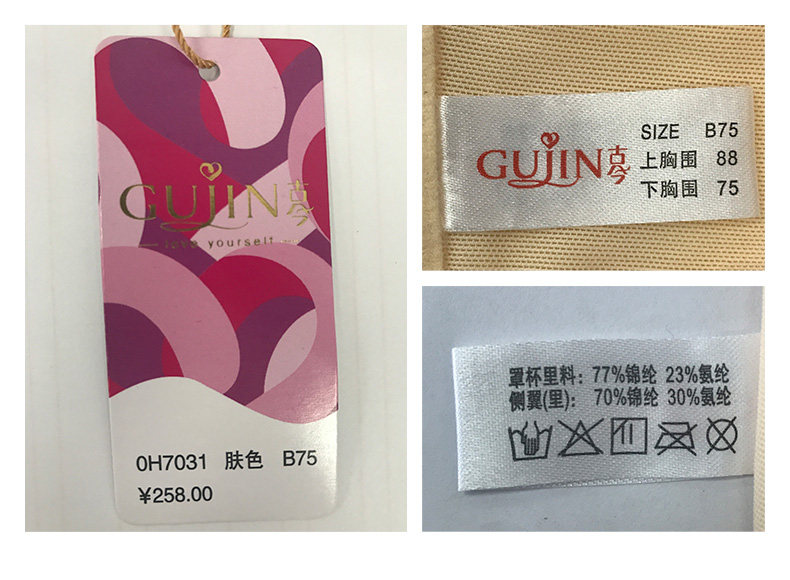 GUJIN古今
love yourself
0H7031 肤色 B75
¥258.00
GUJIN古今
SIZE B75
上胸围 88
下胸围 75
罩杯里料: 77%锦纶 23%氨纶
侧翼(里): 70%锦纶 30%氨纶